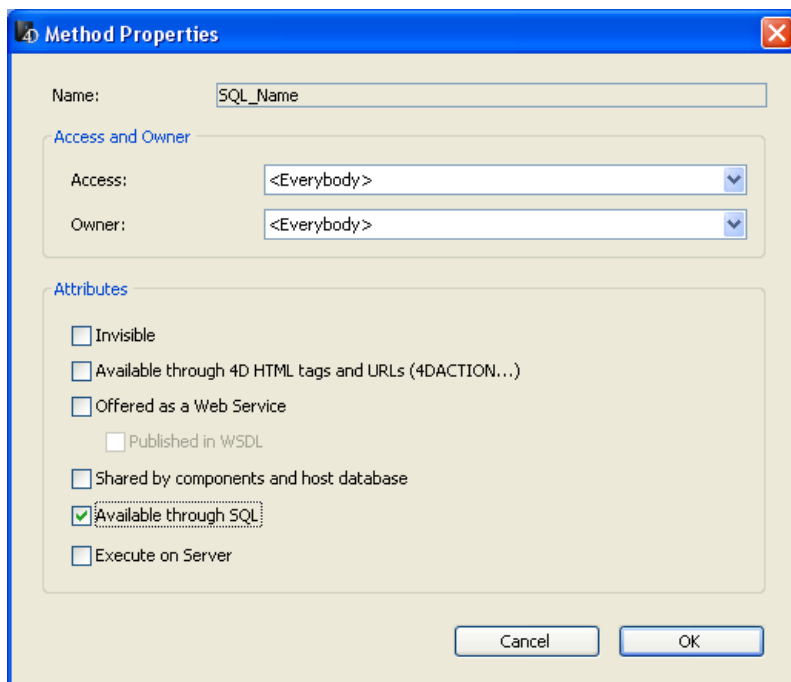 4D Method Properties
Name: SQL_Name
Access and Owner
Access: <Everybody>
Owner: <Everybody>
Attributes
Invisible
Available through 4D HTML tags and URLs (4DACTION...)
Offered as a Web Service
Published in WSDL
Shared by components and host database
Available through SQL
Execute on Server
Cancel OK